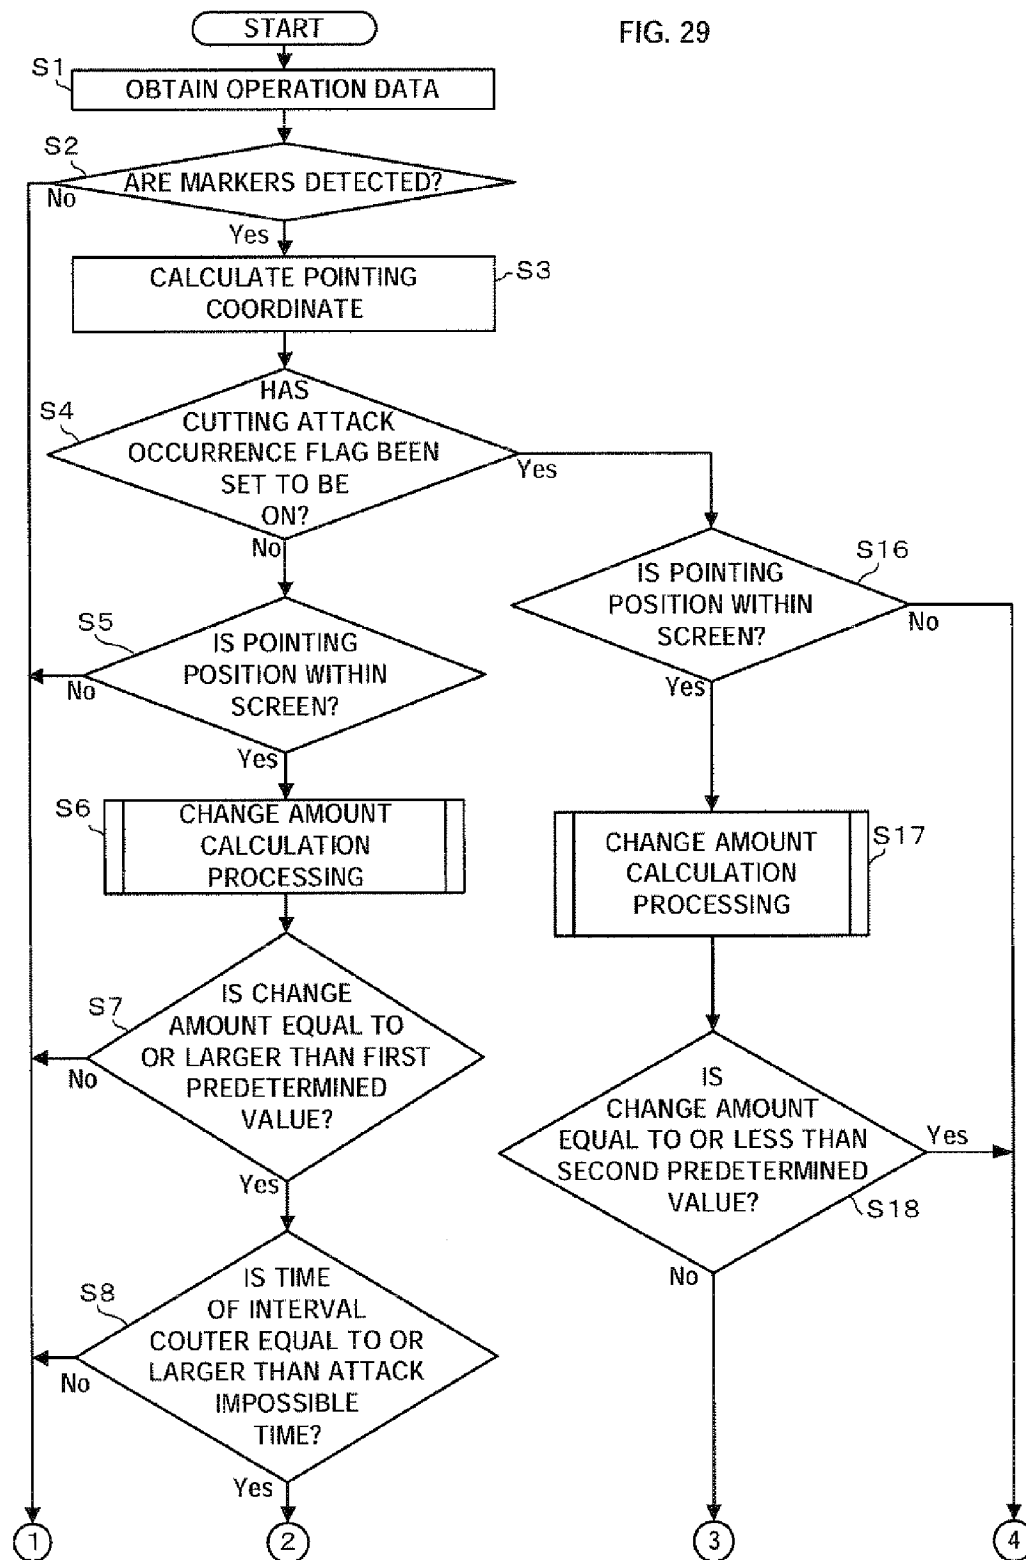 START
FIG. 29
S1
OBTAIN OPERATION DATA
S2
ARE MARKERS DETECTED?
No
Yes
CALCULATE POINTING
COORDINATE
S3
S4
HAS
CUTTING ATTACK
OCCURRENCE FLAG BEEN
SET TO BE
ON?
Yes
No
S5
IS POINTING
POSITION WITHIN
SCREEN?
No
Yes
S16
IS POINTING
POSITION WITHIN
SCREEN?
No
Yes
S6
CHANGE AMOUNT
CALCULATION
PROCESSING
S17
CHANGE AMOUNT
CALCULATION
PROCESSING
S7
IS CHANGE
AMOUNT EQUAL TO
OR LARGER THAN FIRST
PREDETERMINED
VALUE?
No
Yes
IS
CHANGE AMOUNT
EQUAL TO OR LESS THAN
SECOND PREDETERMINED
VALUE?
Yes
S18
No
S8
IS TIME
OF INTERVAL
COUTER EQUAL TO OR
LARGER THAN ATTACK
IMPOSSIBLE
TIME?
No
Yes
1
2
3
4